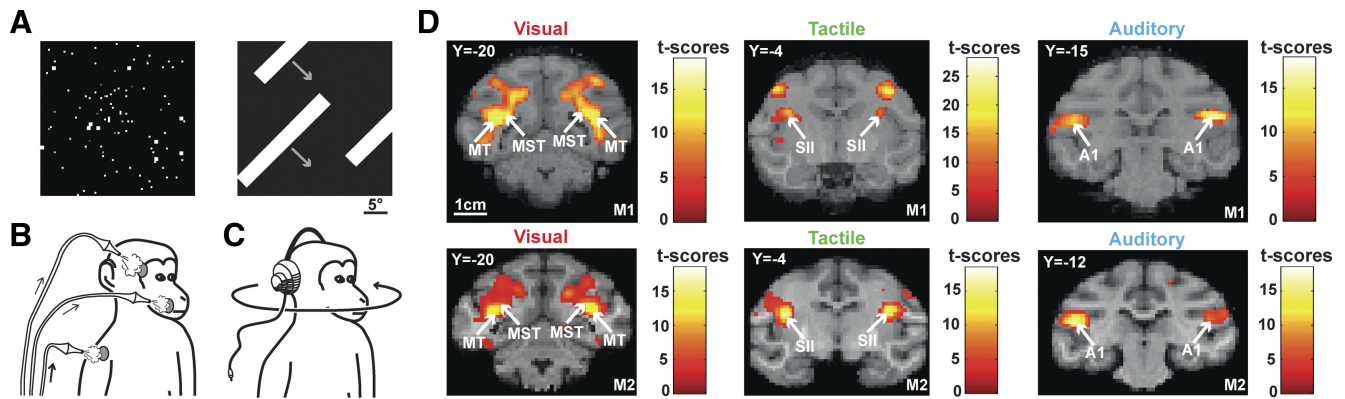 A
5°
B
C
D
Visual
Y=-20
MT
MST
MST
MT
1cm
M1
t-scores
15
10
5
0
Tactile
Y=-4
SII
SII
M1
t-scores
25
20
15
10
5
0
Auditory
Y=-15
A1
A1
M1
t-scores
15
10
5
0
Visual
Y=-20
MT
MST
MST
MT
M2
t-scores
15
10
5
0
Tactile
Y=-4
SII
SII
M2
t-scores
15
10
5
0
Auditory
Y=-12
A1
A1
M2
t-scores
15
10
5
0